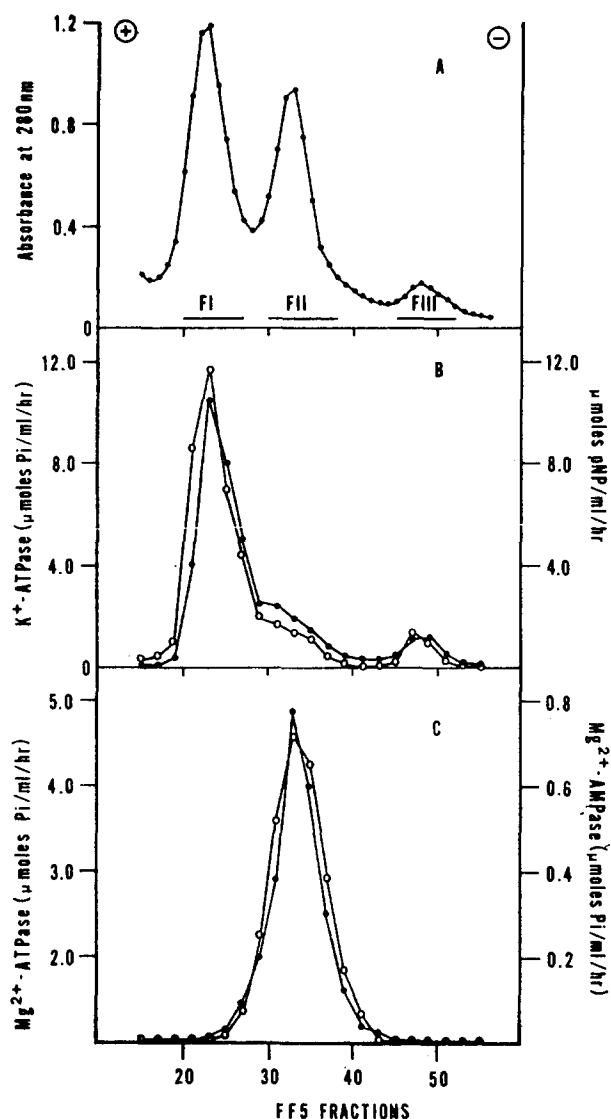 +
−
A
1.2
0.8
0.4
0
Absorbance at 280nm
FI
FII
FIII
B
12.0
8.0
4.0
0
K+-ATPase (μmoles Pi/ml/hr)
12.0
8.0
4.0
0
μmoles pNP/ml/hr
C
5.0
4.0
3.0
2.0
Mg2+-ATPase (μmoles Pi/ml/hr)
0.8
0.6
0.4
0.2
Mg2+-AMPase (μmoles Pi/ml/hr)
20
30
40
50
FF5 FRACTIONS